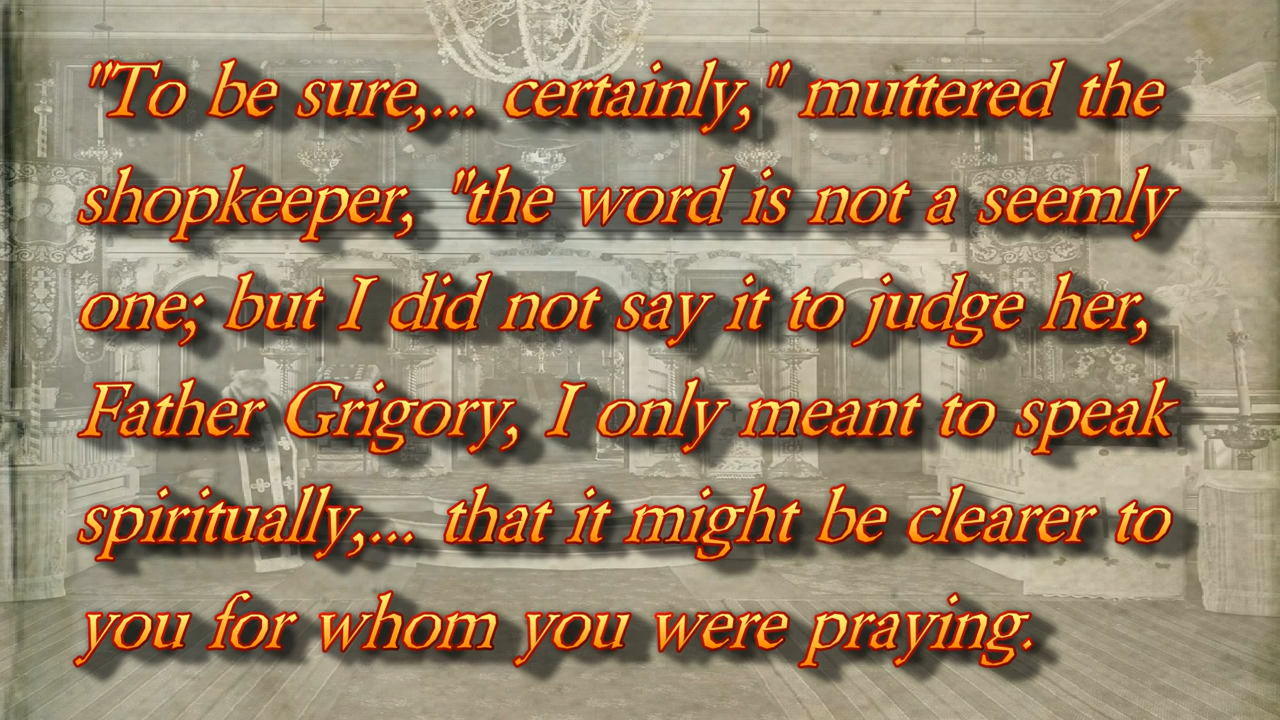 "To be sure,... certainly," muttered the
shopkeeper, "the word is not a seemly
one; but I did not say it to judge her,
Father Grigory, I only meant to speak
spiritually,... that it might be clearer to
you for whom you were praying.